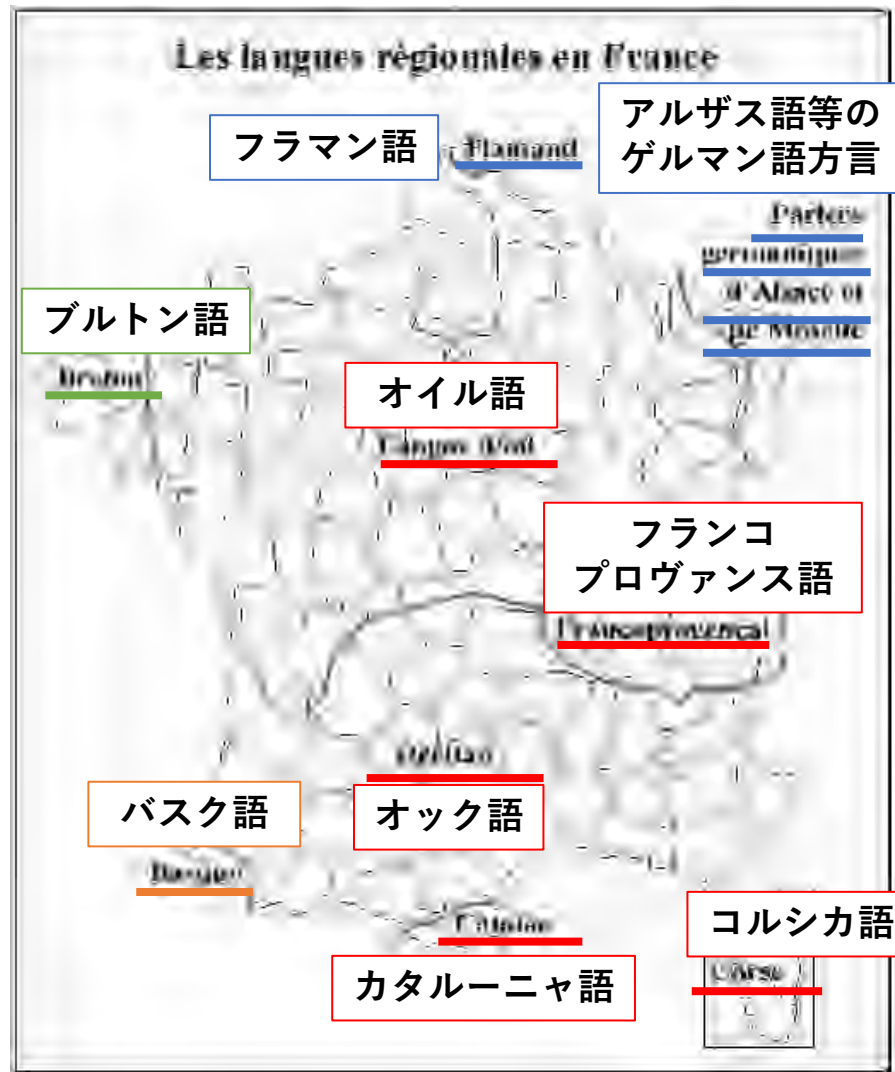 Les langues régionales en France
フラマン語
アルザス語等の
ゲルマン語方言
Flamand
Parlers
germaniques
d'Alsace et
de Moselle
ブルトン語
Breton
オイル語
Langue d'oïl
フランコ
プロヴァンス語
Francoprovençal
Occitan
バスク語
オック語
Basque
Catalan
コルシカ語
カタルーニャ語
Corse